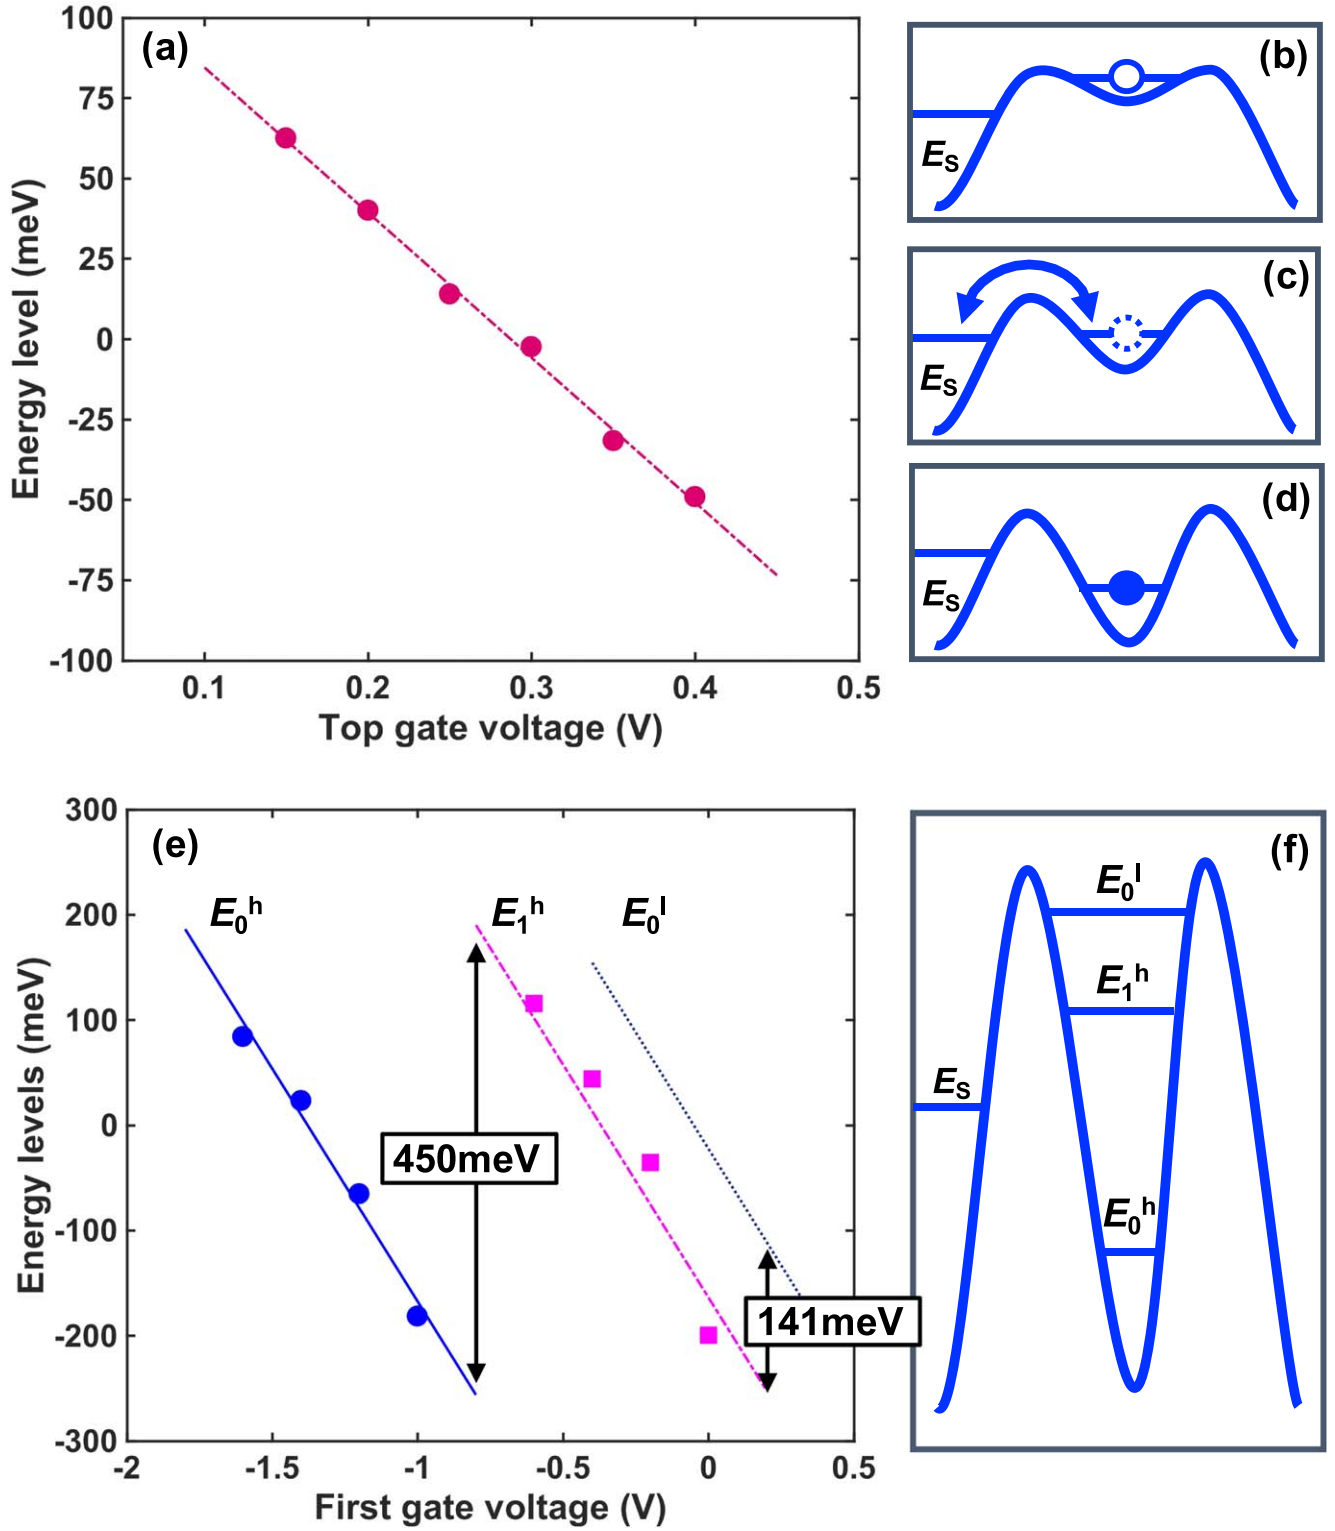 (a)
100
75
50
25
0
-25
-50
-75
-100
0.1 0.2 0.3 0.4 0.5
Energy level (meV)
Top gate voltage (V)
(b)
ES
(c)
ES
(d)
ES
(e)
300
200
100
0
-100
-200
-300
-2 -1.5 -1 -0.5 0 0.5
Energy levels (meV)
First gate voltage (V)
E0h E1h E0l
450meV
141meV
(f)
E0l
E1h
ES
E0h